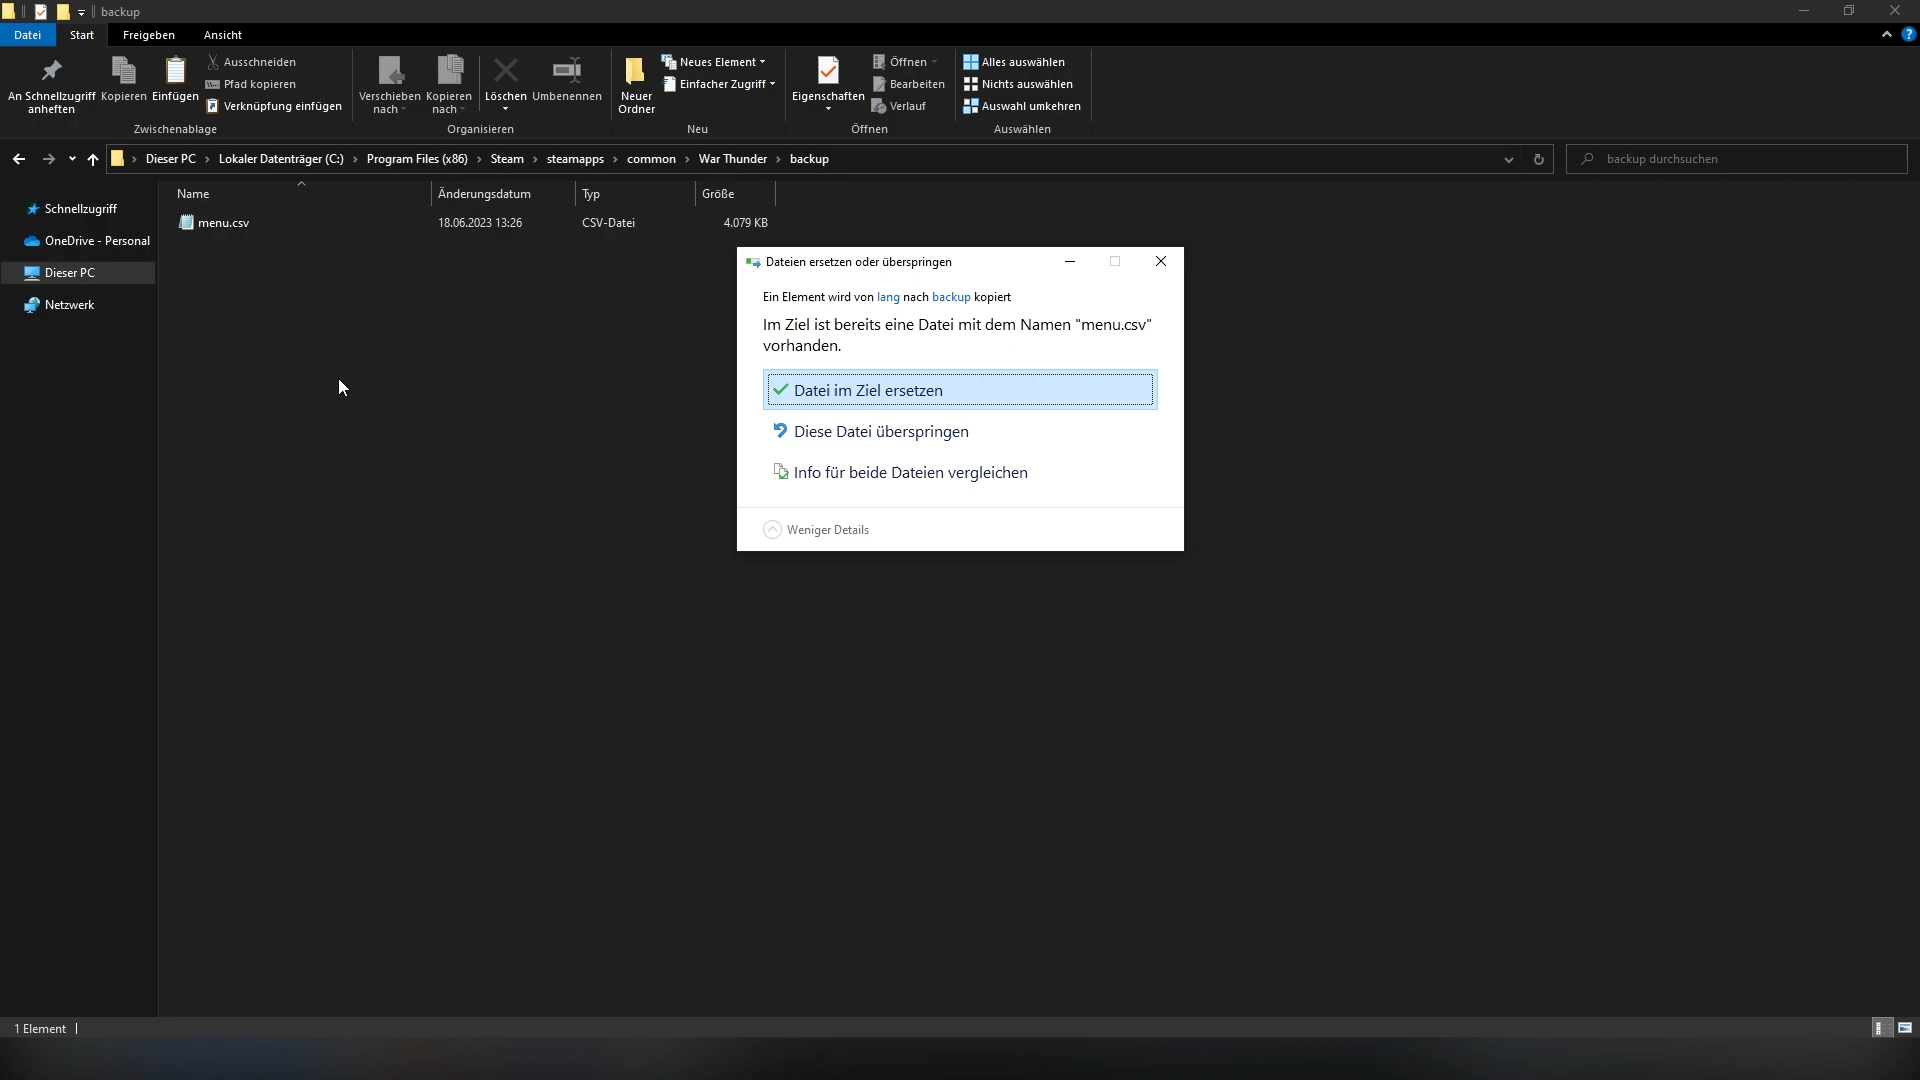 backup
Datei Start Freigeben Ansicht
An Schnellzugriff
anheften
Kopieren
Einfügen
Ausschneiden
Pfad kopieren
Verknüpfung einfügen
Zwischenablage
Verschieben
nach
Kopieren
nach
Löschen
Umbenennen
Organisieren
Neuer
Ordner
Neues Element
Einfacher Zugriff
Neu
Eigenschaften
Öffnen
Bearbeiten
Verlauf
Öffnen
Alles auswählen
Nichts auswählen
Auswahl umkehren
Auswählen
Dieser PC › Lokaler Datenträger (C:) › Program Files (x86) › Steam › steamapps › common › War Thunder › backup
backup durchsuchen
Schnellzugriff
OneDrive - Personal
Dieser PC
Netzwerk
Name Änderungsdatum Typ Größe
menu.csv 18.06.2023 13:26 CSV-Datei 4.079 KB
Dateien ersetzen oder überspringen
Ein Element wird von lang nach backup kopiert
Im Ziel ist bereits eine Datei mit dem Namen "menu.csv"
vorhanden.
Datei im Ziel ersetzen
Diese Datei überspringen
Info für beide Dateien vergleichen
Weniger Details
1 Element